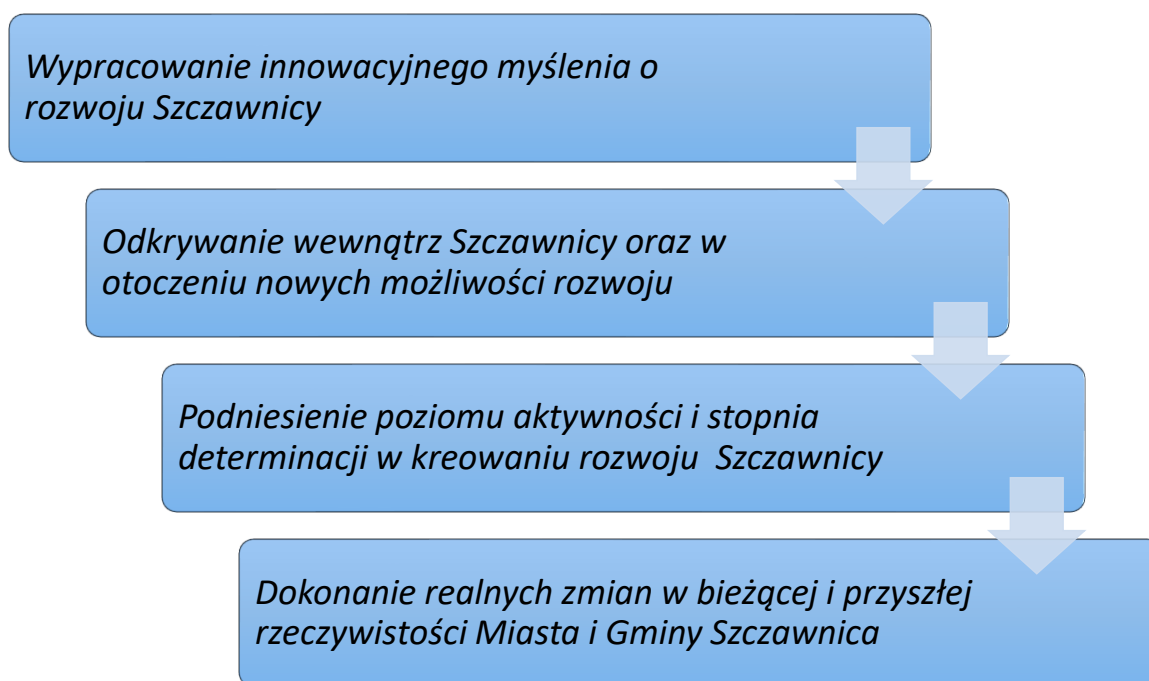 Wypracowanie innowacyjnego myślenia o
rozwoju Szczawnicy
Odkrywanie wewnątrz Szczawnicy oraz w
otoczeniu nowych możliwości rozwoju
Podniesienie poziomu aktywności i stopnia
determinacji w kreowaniu rozwoju Szczawnicy
Dokonanie realnych zmian w bieżącej i przyszłej
rzeczywistości Miasta i Gminy Szczawnica